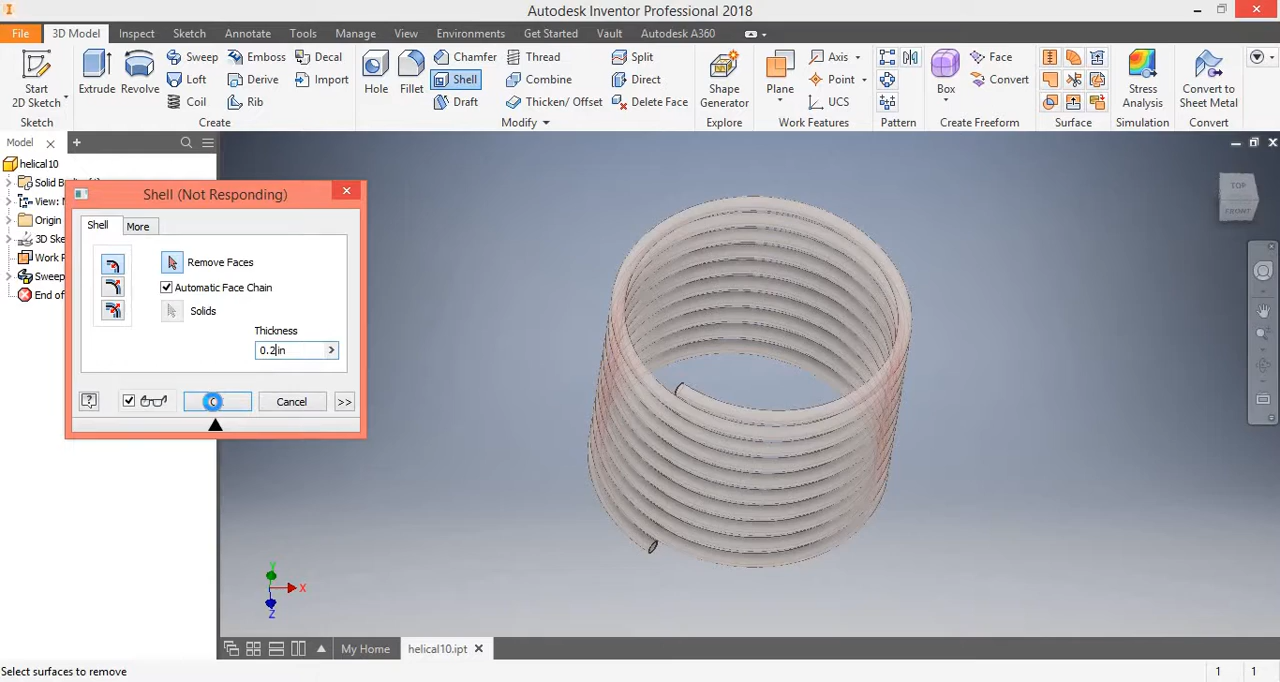 Autodesk Inventor Professional 2018
File 3D Model Inspect Sketch Annotate Tools Manage View Environments Get Started Vault Autodesk A360
Start
2D Sketch
Sketch
Extrude Revolve
Sweep Emboss Decal
Loft Derive Import
Coil Rib
Create
Hole Fillet
Chamfer Thread Split
Shell Combine Direct
Draft Thicken/ Offset Delete Face
Modify
Shape
Generator
Explore
Plane
Axis
Point
UCS
Work Features
Pattern
Box
Face
Convert
Create Freeform
Surface
Stress
Analysis
Simulation
Convert to
Sheet Metal
Convert
Model
helical10
Solid B
View:
Origin
3D Ske
Work P
Sweep
End of
Shell (Not Responding)
Shell More
Remove Faces
Automatic Face Chain
Solids
Thickness
0.2in
Cancel
>>
TOP
FRONT
Y
X
Z
My Home helical10.ipt
Select surfaces to remove
1 1